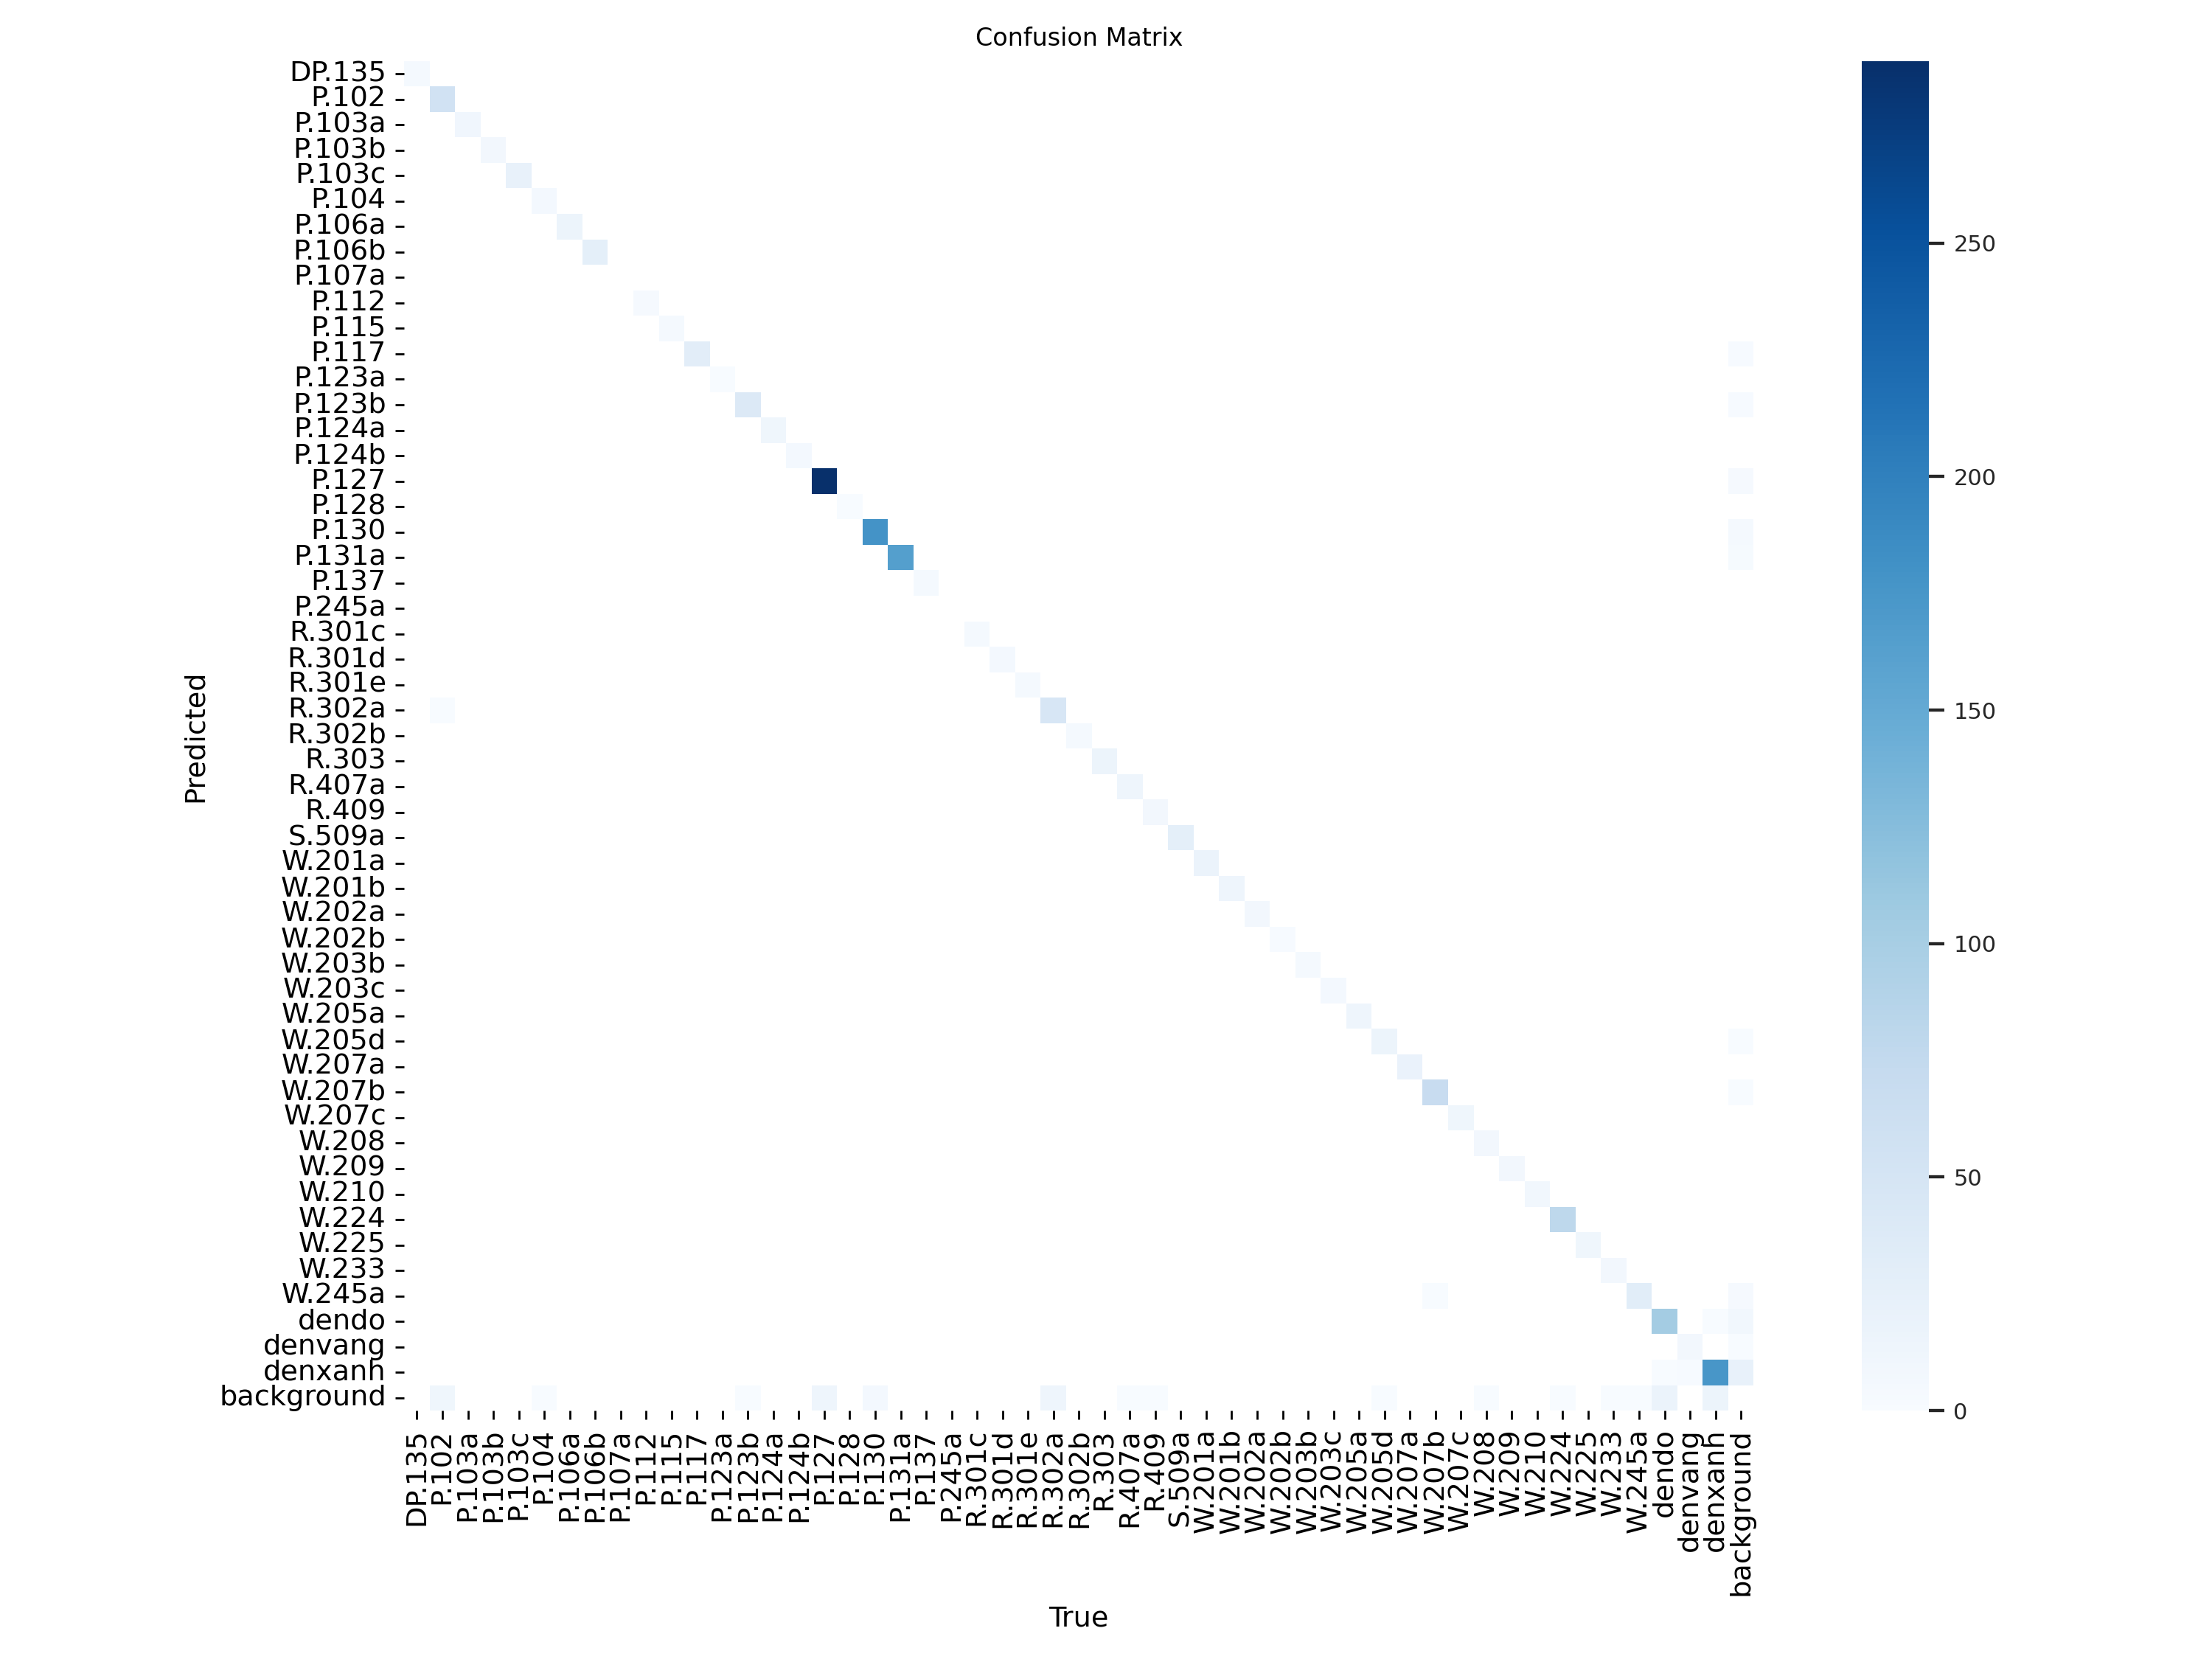 Confusion Matrix
Predicted
DP.135
P.102
P.103a
P.103b
P.103c
P.104
P.106a
P.106b
P.107a
P.112
P.115
P.117
P.123a
P.123b
P.124a
P.124b
P.127
P.128
P.130
P.131a
P.137
P.245a
R.301c
R.301d
R.301e
R.302a
R.302b
R.303
R.407a
R.409
S.509a
W.201a
W.201b
W.202a
W.202b
W.203b
W.203c
W.205a
W.205d
W.207a
W.207b
W.207c
W.208
W.209
W.210
W.224
W.225
W.233
W.245a
dendo
denvang
denxanh
background
DP.135
P.102
P.103a
P.103b
P.103c
P.104
P.106a
P.106b
P.107a
P.112
P.115
P.117
P.123a
P.123b
P.124a
P.124b
P.127
P.128
P.130
P.131a
P.137
P.245a
R.301c
R.301d
R.301e
R.302a
R.302b
R.303
R.407a
R.409
S.509a
W.201a
W.201b
W.202a
W.202b
W.203b
W.203c
W.205a
W.205d
W.207a
W.207b
W.207c
W.208
W.209
W.210
W.224
W.225
W.233
W.245a
dendo
denvang
denxanh
background
True
250
200
150
100
50
0